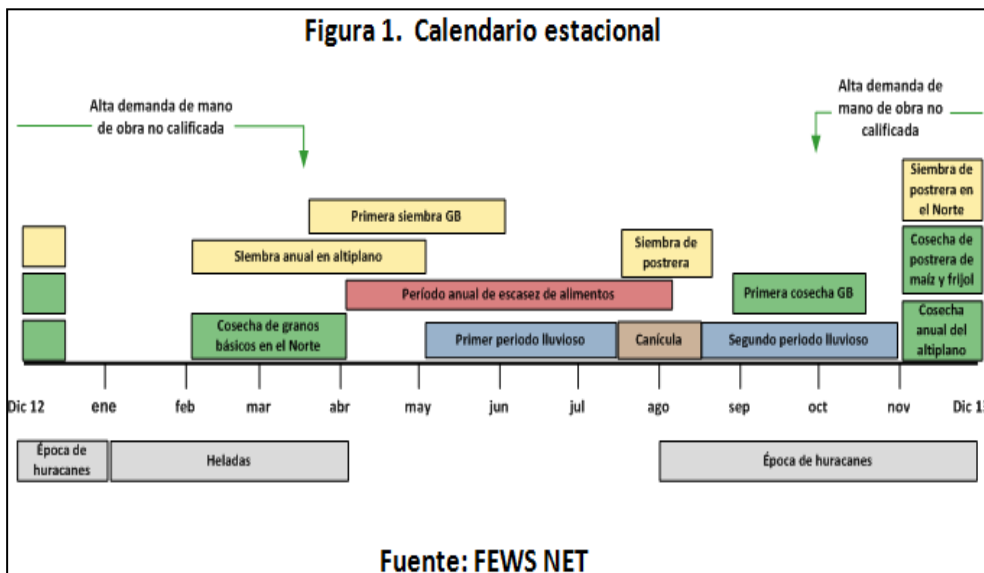 Figura 1. Calendario estacional
Alta demanda de mano
de obra no calificada
Alta demanda de
mano de obra no
calificada
Siembra de
postrera en
el Norte
Primera siembra GB
Siembra anual en altiplano
Siembra de
postrera
Cosecha de
postrera de
maíz y frijol
Período anual de escasez de alimentos
Primera cosecha GB
Cosecha de granos
básicos en el Norte
Primer periodo lluvioso
Canícula
Segundo periodo lluvioso
Cosecha
anual del
altiplano
Dic 12 ene feb mar abr may jun jul ago sep oct nov Dic
Época de
huracanes
Heladas
Época de huracanes
Fuente: FEWS NET